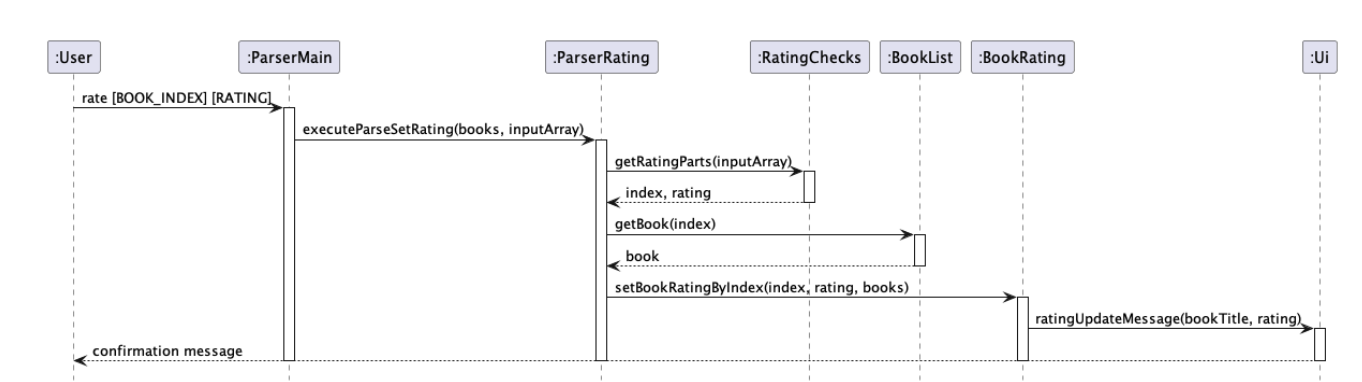 :User
:ParserMain
:ParserRating
:RatingChecks
:BookList
:BookRating
:Ui
rate [BOOK_INDEX] [RATING]
executeParseSetRating(books, inputArray)
getRatingParts(inputArray)
index, rating
getBook(index)
book
setBookRatingByIndex(index, rating, books)
ratingUpdateMessage(bookTitle, rating)
confirmation message